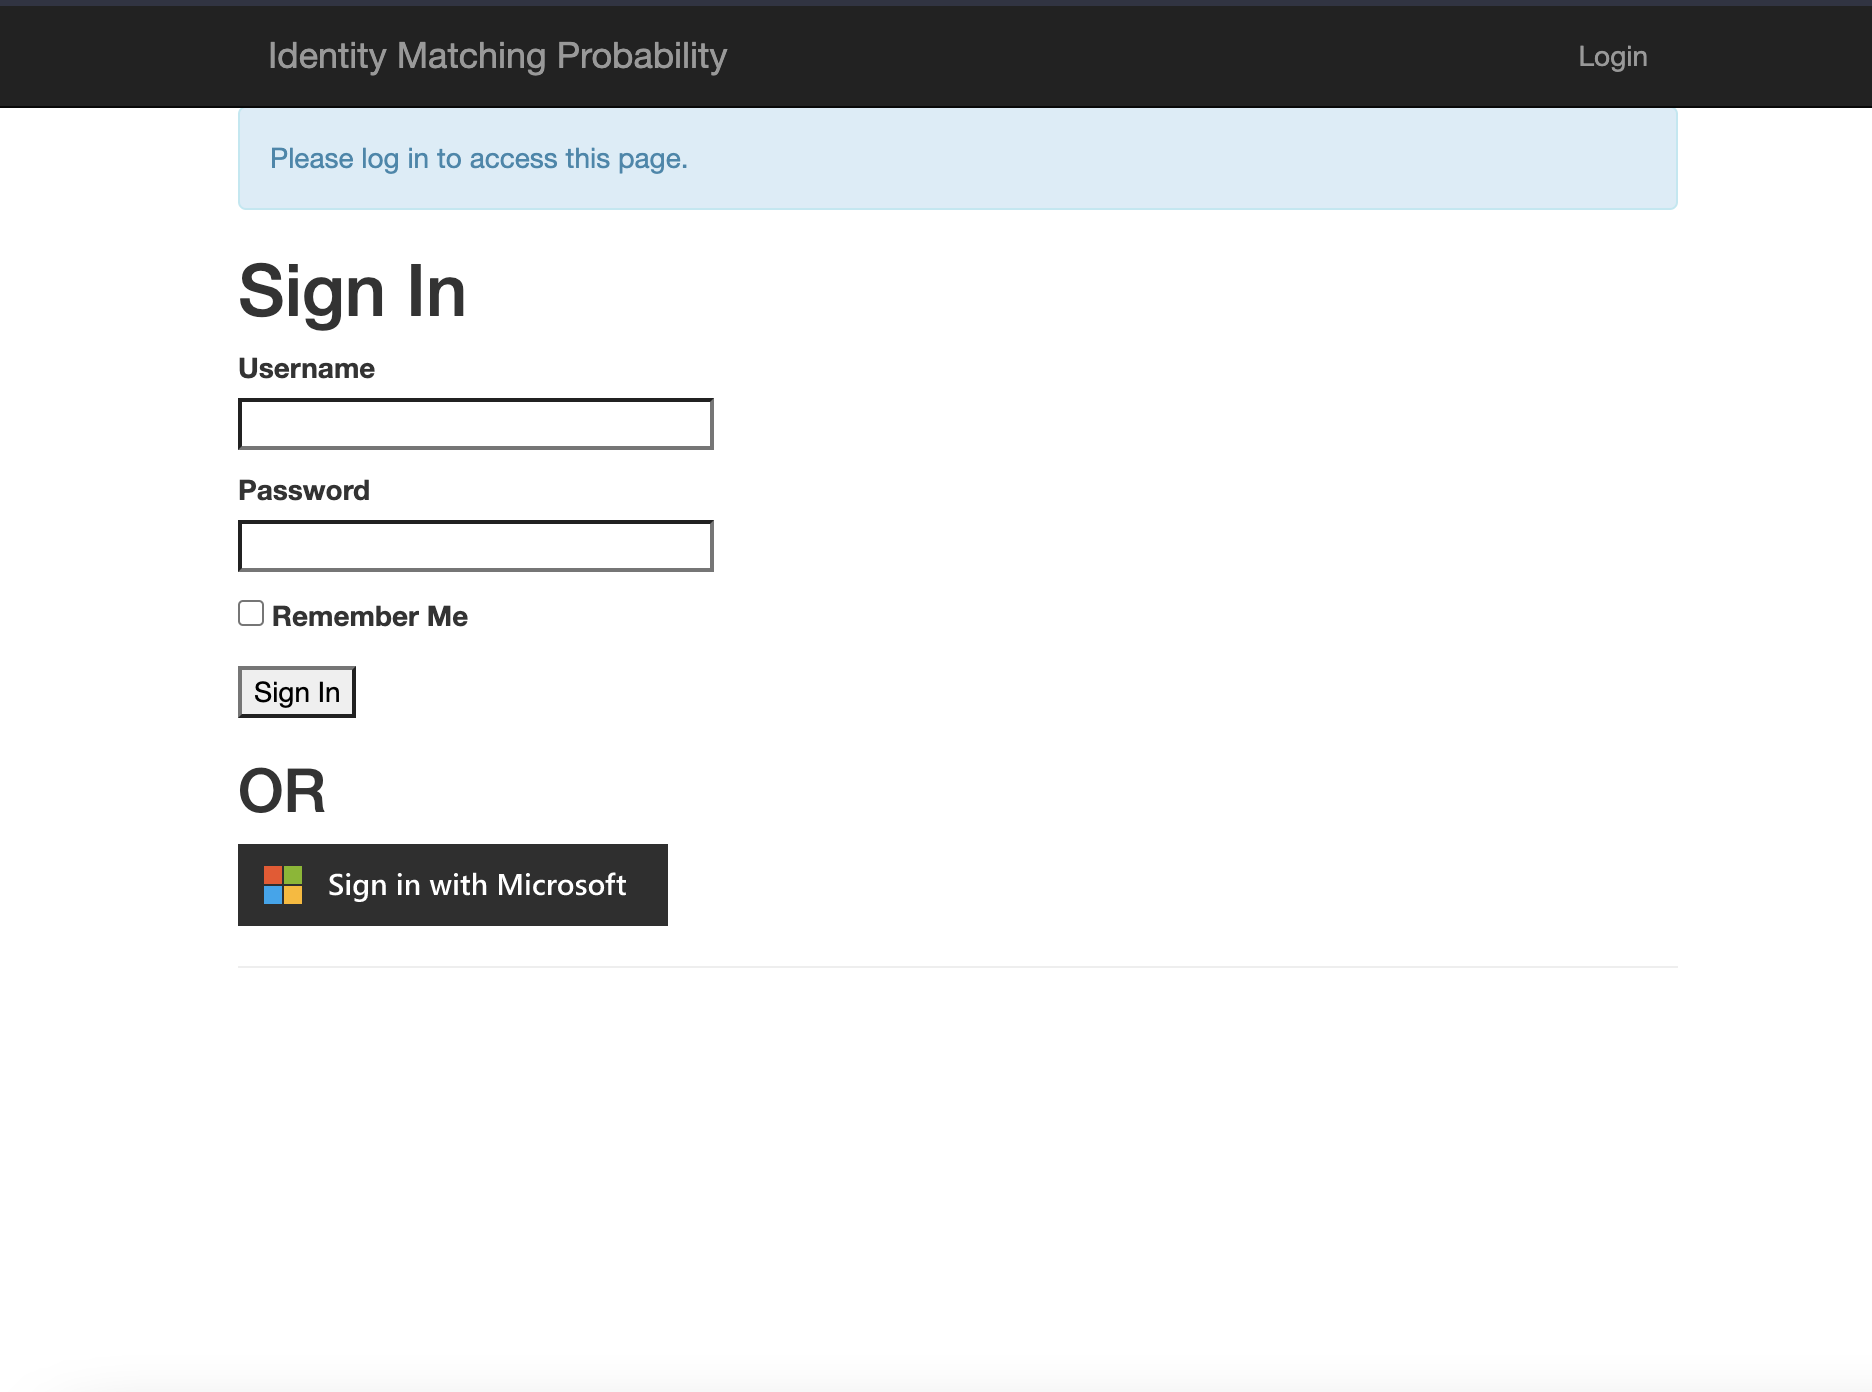 Identity Matching Probability
Login
Please log in to access this page.
Sign In
Username
Password
Remember Me
Sign In
OR
Sign in with Microsoft